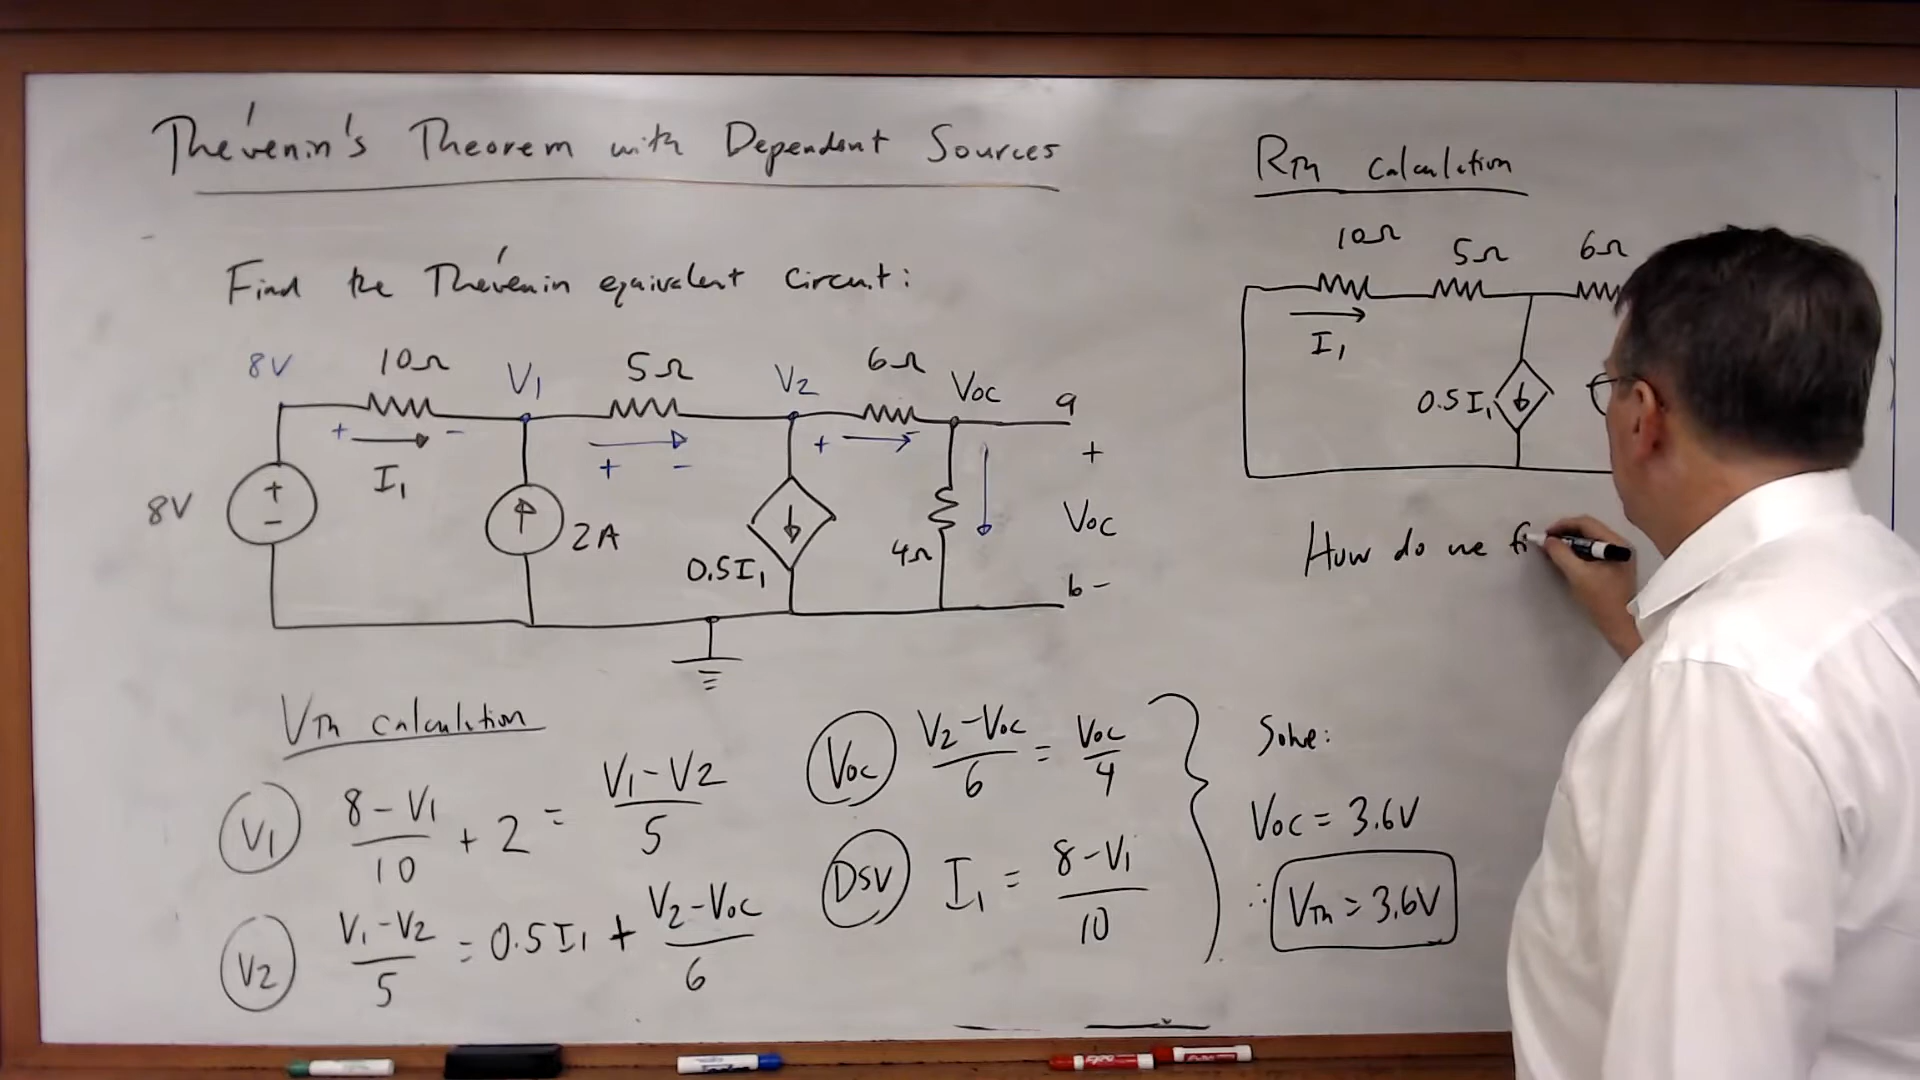 Thévenin's Theorem with Dependent Sources
Find the Thévenin equivalent circuit:
8V 10Ω V1 5Ω V2 6Ω Voc a
+ - + - + - +
I1
8V + - 2A 0.5I1 4Ω Voc
b -
VTh calculation
V1 (8-V1)/10 + 2 = (V1-V2)/5
V2 (V1-V2)/5 = 0.5I1 + (V2-Voc)/6
Voc (V2-Voc)/6 = Voc/4
DSV I1 = (8-V1)/10
Solve:
Voc = 3.6V
∴ VTh = 3.6V
RTh calculation
10Ω 5Ω 6Ω
I1
0.5I1
How do we fi
EXPO